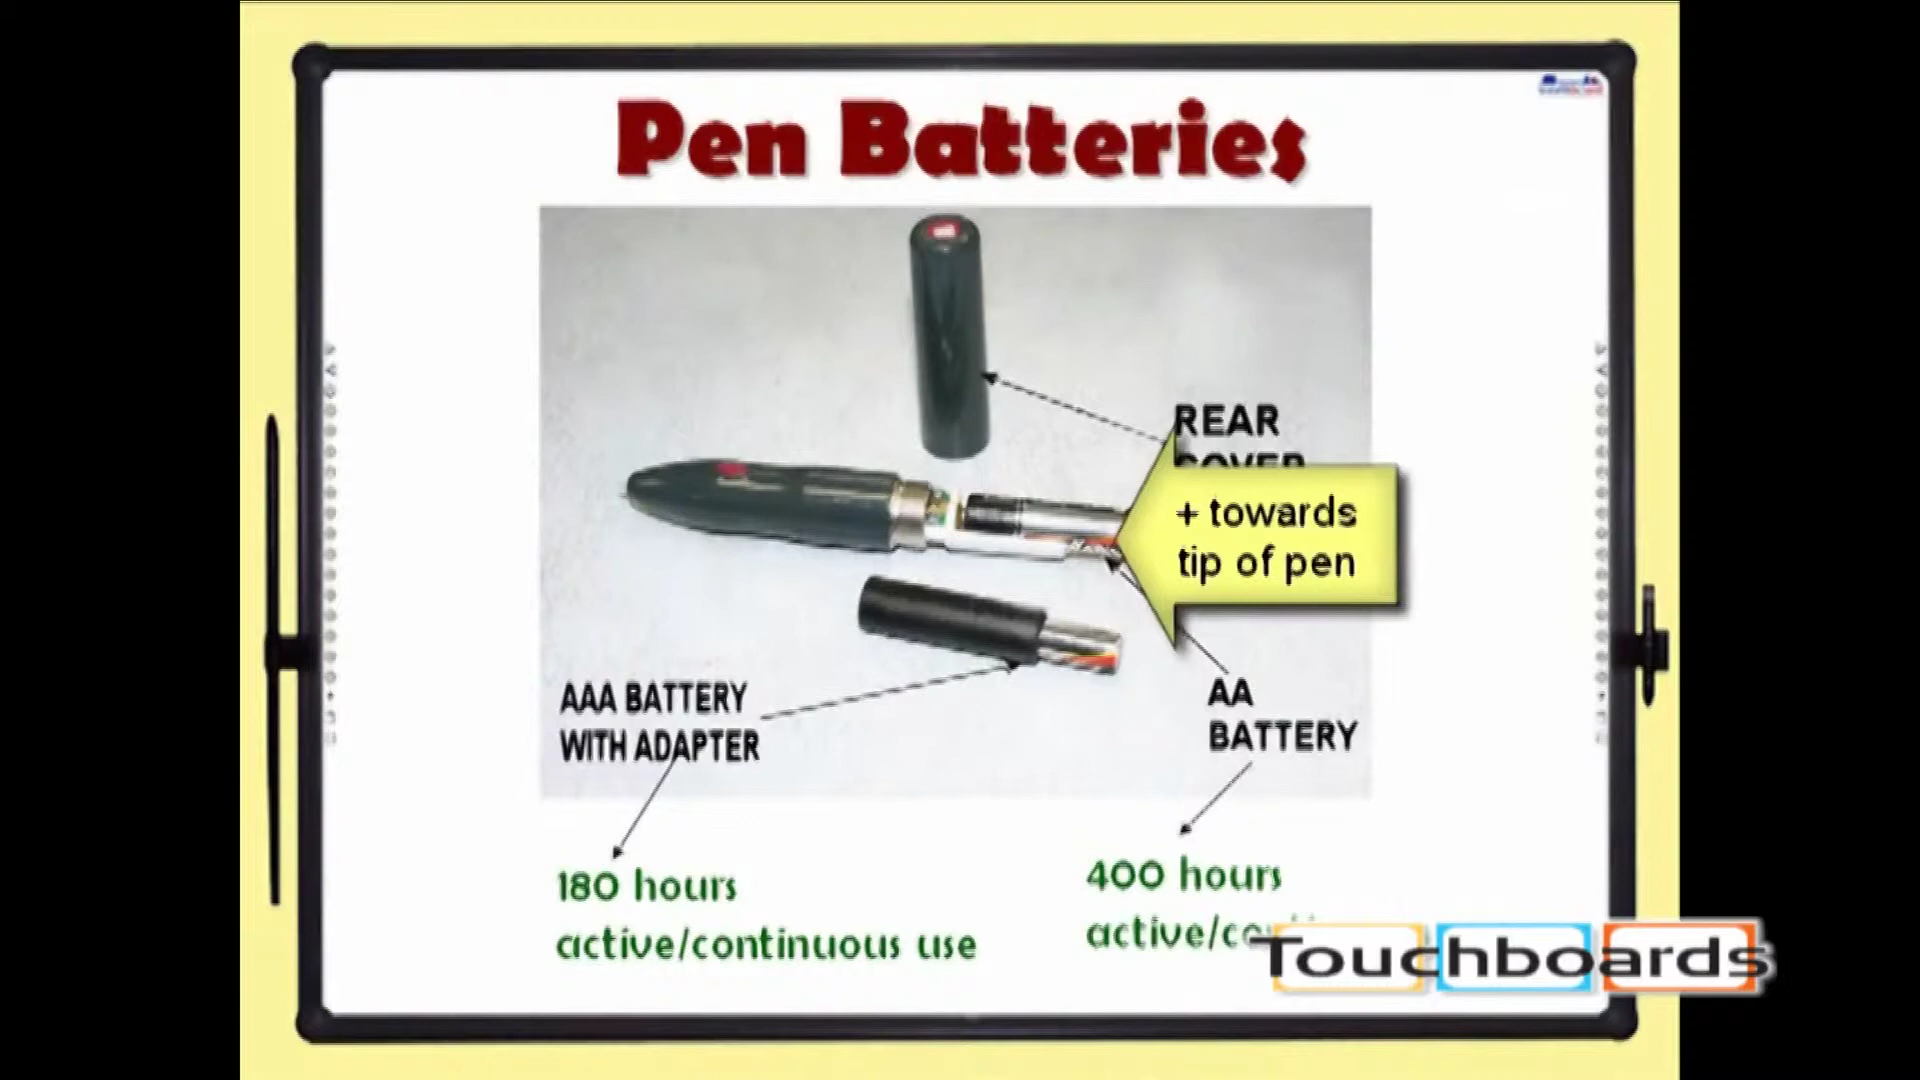 Pen Batteries
REAR
COVER
+ towards
tip of pen
AAA BATTERY
WITH ADAPTER
AA
BATTERY
180 hours
active/continuous use
400 hours
Touchboards